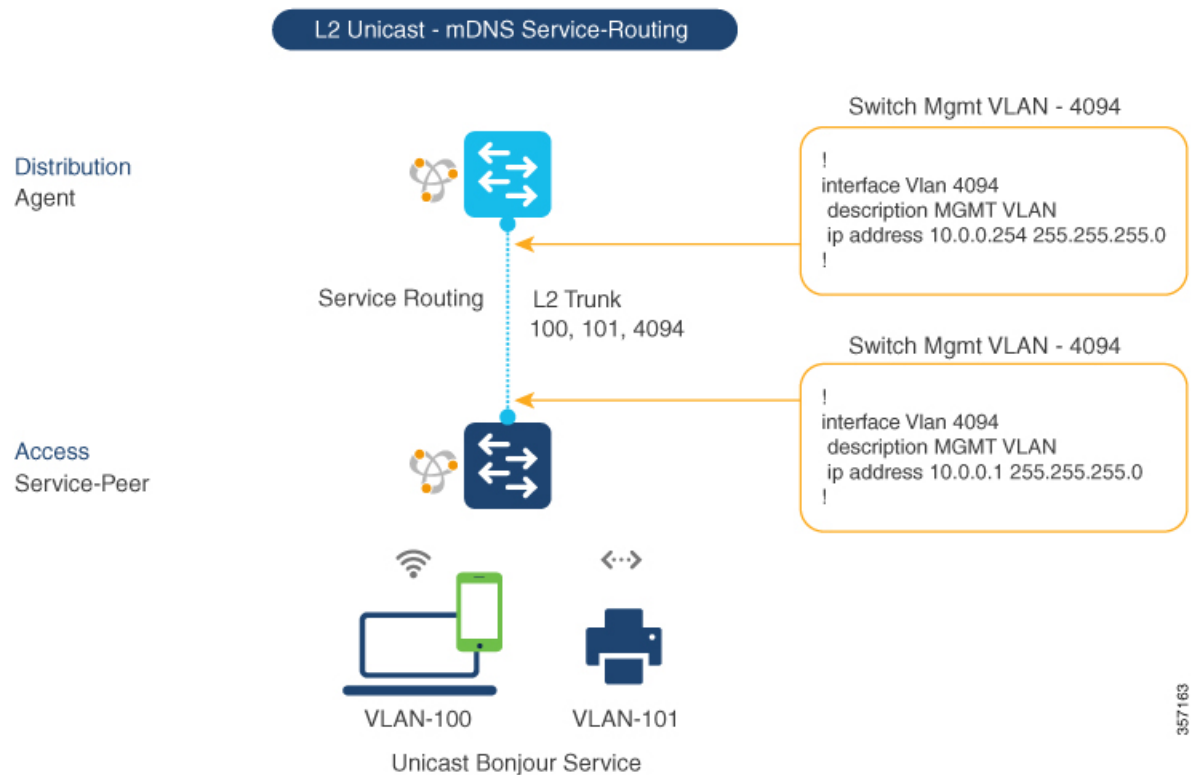 L2 Unicast - mDNS Service-Routing
Switch Mgmt VLAN - 4094
!
interface Vlan 4094
description MGMT VLAN
ip address 10.0.0.254 255.255.255.0
!
Distribution
Agent
Service Routing
L2 Trunk
100, 101, 4094
Switch Mgmt VLAN - 4094
!
interface Vlan 4094
description MGMT VLAN
ip address 10.0.0.1 255.255.255.0
!
Access
Service-Peer
VLAN-100
VLAN-101
Unicast Bonjour Service
357163